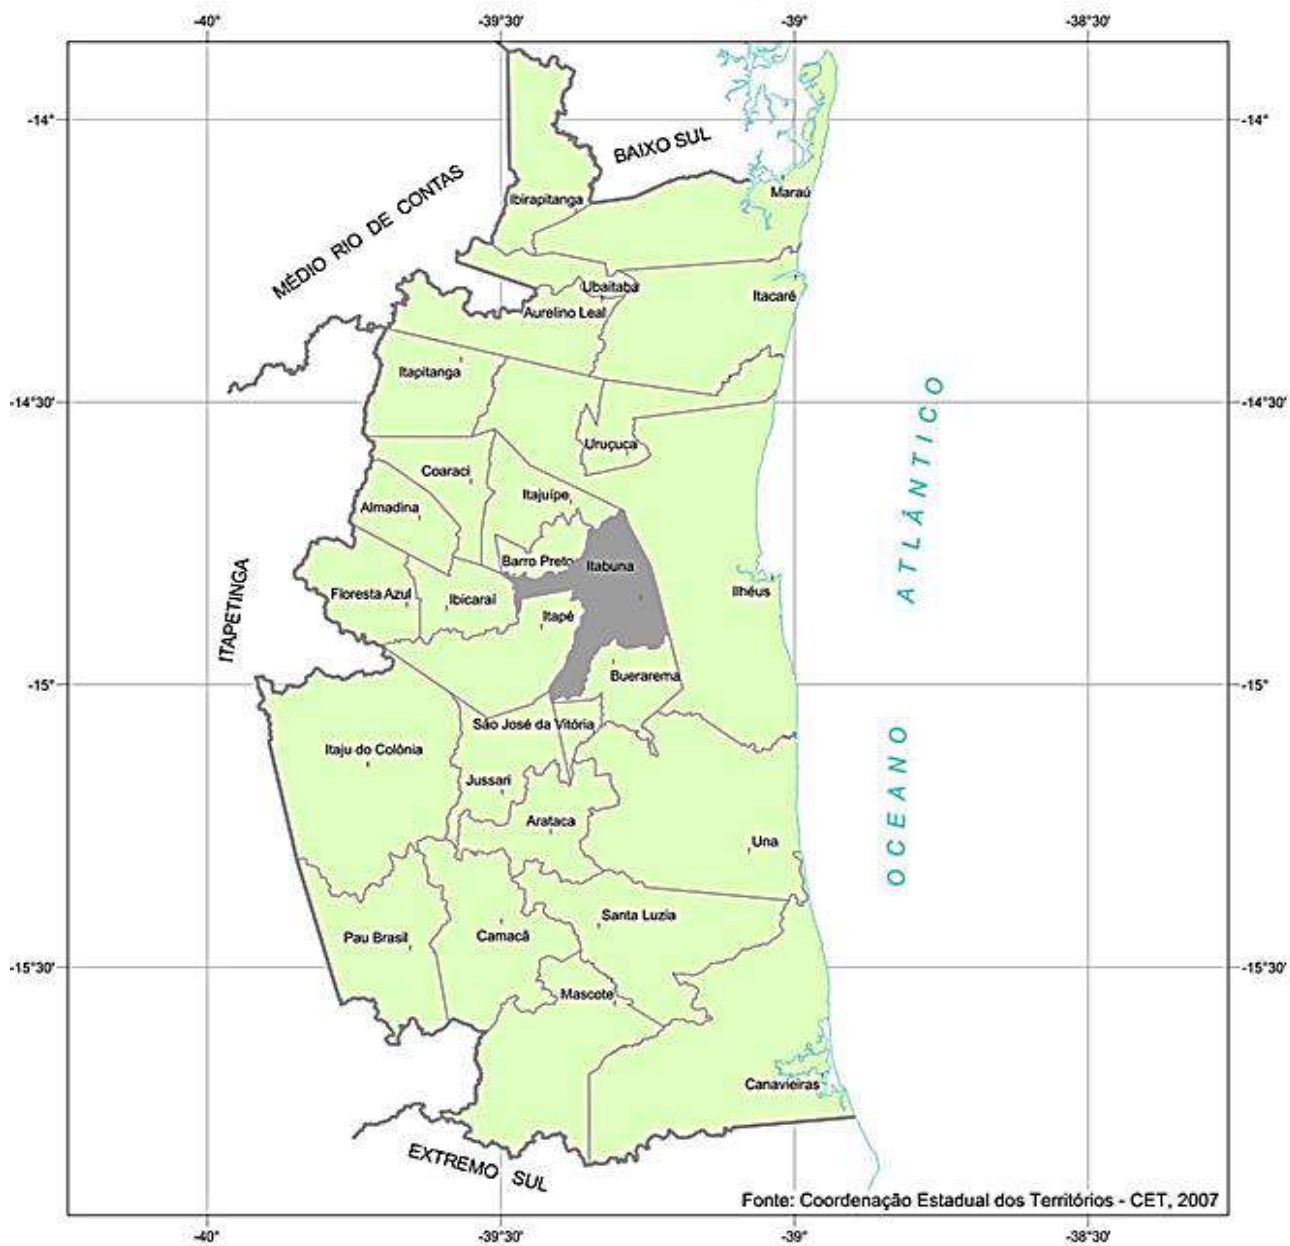 -40°
-39°30'
-39°
-38°30'
-14°
-14°
BAIXO SUL
MÉDIO RIO DE CONTAS
Maraú
Ibirapitanga
Ubaitaba
Itacaré
Aurelino Leal
Itapitanga
-14°30'
-14°30'
Uruçuca
Coaraci
Itajuípe
Almadina
Barro Preto
Itabuna
ATLÂNTICO
Floresta Azul
Ibicaraí
Ilhéus
Itapé
ITAPETINGA
Buerarema
-15°
-15°
São José da Vitória
Itaju do Colônia
Jussari
OCEANO
Arataca
Una
Santa Luzia
Pau Brasil
Camacã
-15°30'
-15°30'
Mascote
Canavieiras
EXTREMO SUL
Fonte: Coordenação Estadual dos Territórios - CET, 2007
-40°
-39°30'
-39°
-38°30'